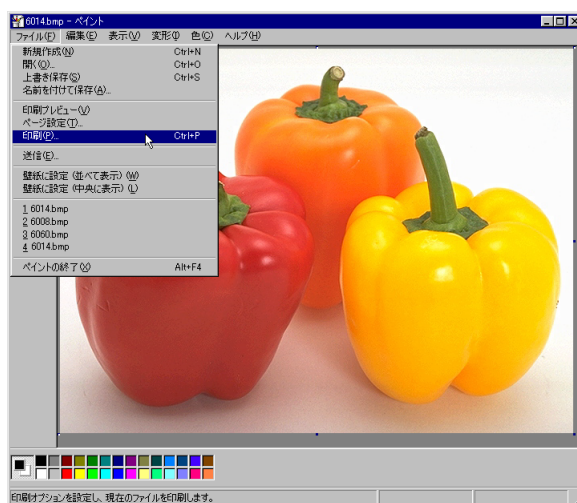 6014.bmp - ペイント
ファイル(F) 編集(E) 表示(V) 変形(I) 色(C) ヘルプ(H)
新規作成(N) Ctrl+N
開く(O)... Ctrl+O
上書き保存(S) Ctrl+S
名前を付けて保存(A)...
印刷プレビュー(V)
ページ設定(T)...
印刷(P)... Ctrl+P
送信(E)...
壁紙に設定 (並べて表示) (W)
壁紙に設定 (中央に表示) (L)
1 6014.bmp
2 6008.bmp
3 6060.bmp
4 6014.bmp
ペイントの終了(X) Alt+F4
印刷オプションを設定し、現在のファイルを印刷します。